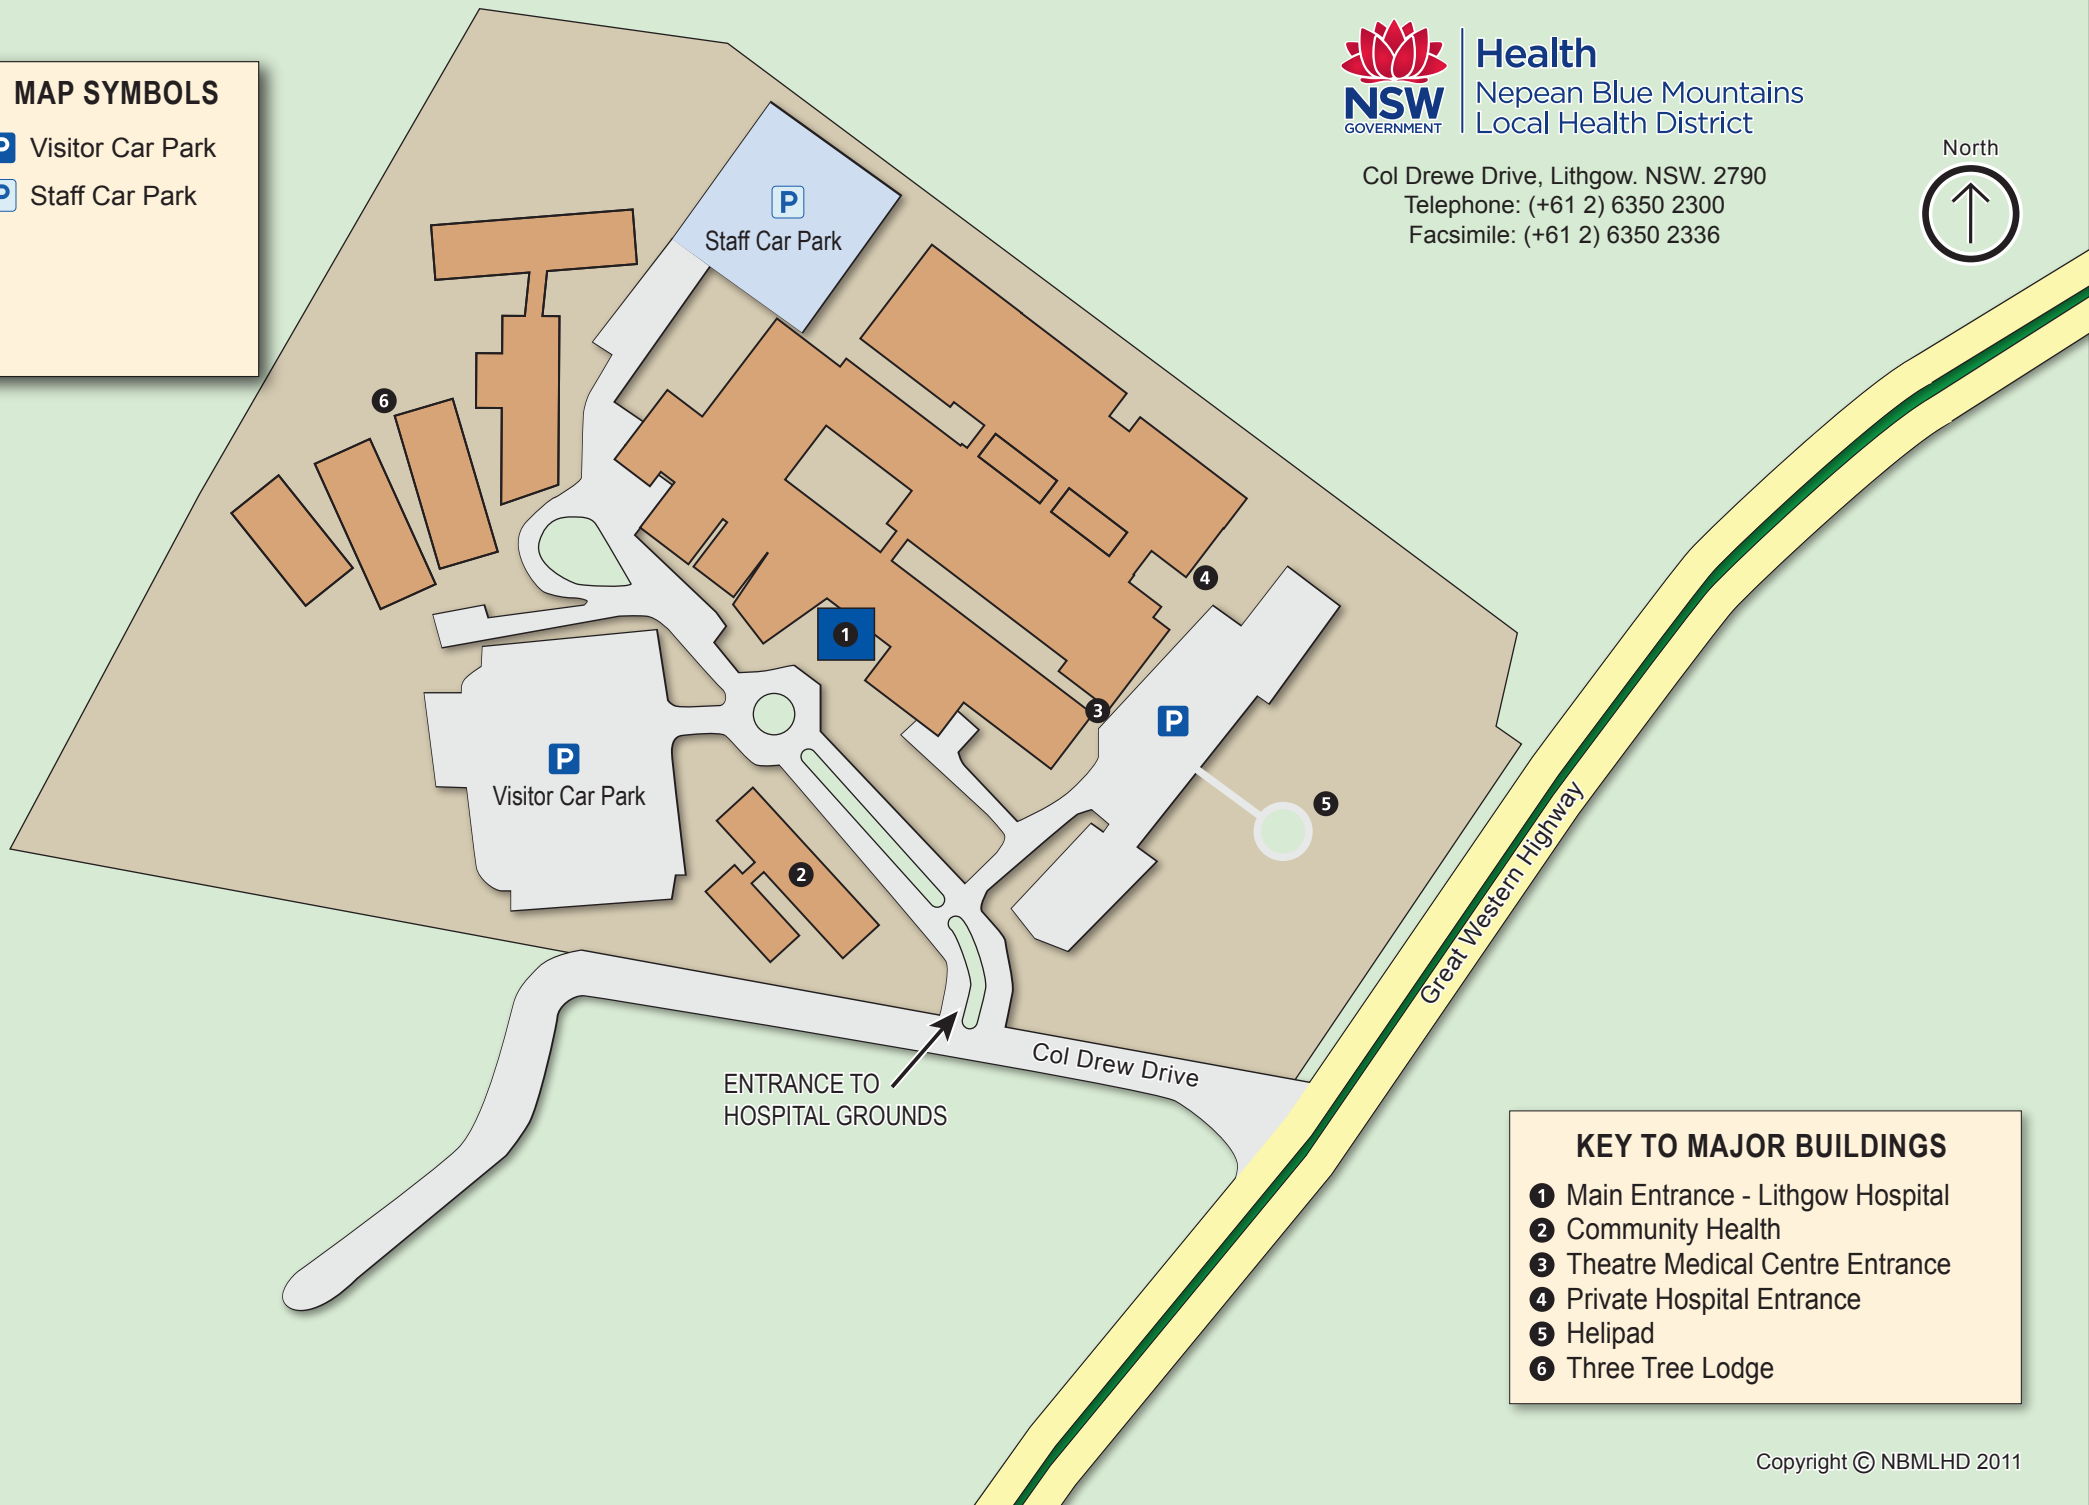 MAP SYMBOLS
P Visitor Car Park
P Staff Car Park
NSW
GOVERNMENT
Health
Nepean Blue Mountains
Local Health District
Col Drewe Drive, Lithgow. NSW. 2790
Telephone: (+61 2) 6350 2300
Facsimile: (+61 2) 6350 2336
North
P
Staff Car Park
6
4
1
3
P
P
Visitor Car Park
5
2
Great Western Highway
Col Drew Drive
ENTRANCE TO
HOSPITAL GROUNDS
KEY TO MAJOR BUILDINGS
1 Main Entrance - Lithgow Hospital
2 Community Health
3 Theatre Medical Centre Entrance
4 Private Hospital Entrance
5 Helipad
6 Three Tree Lodge
Copyright © NBMLHD 2011